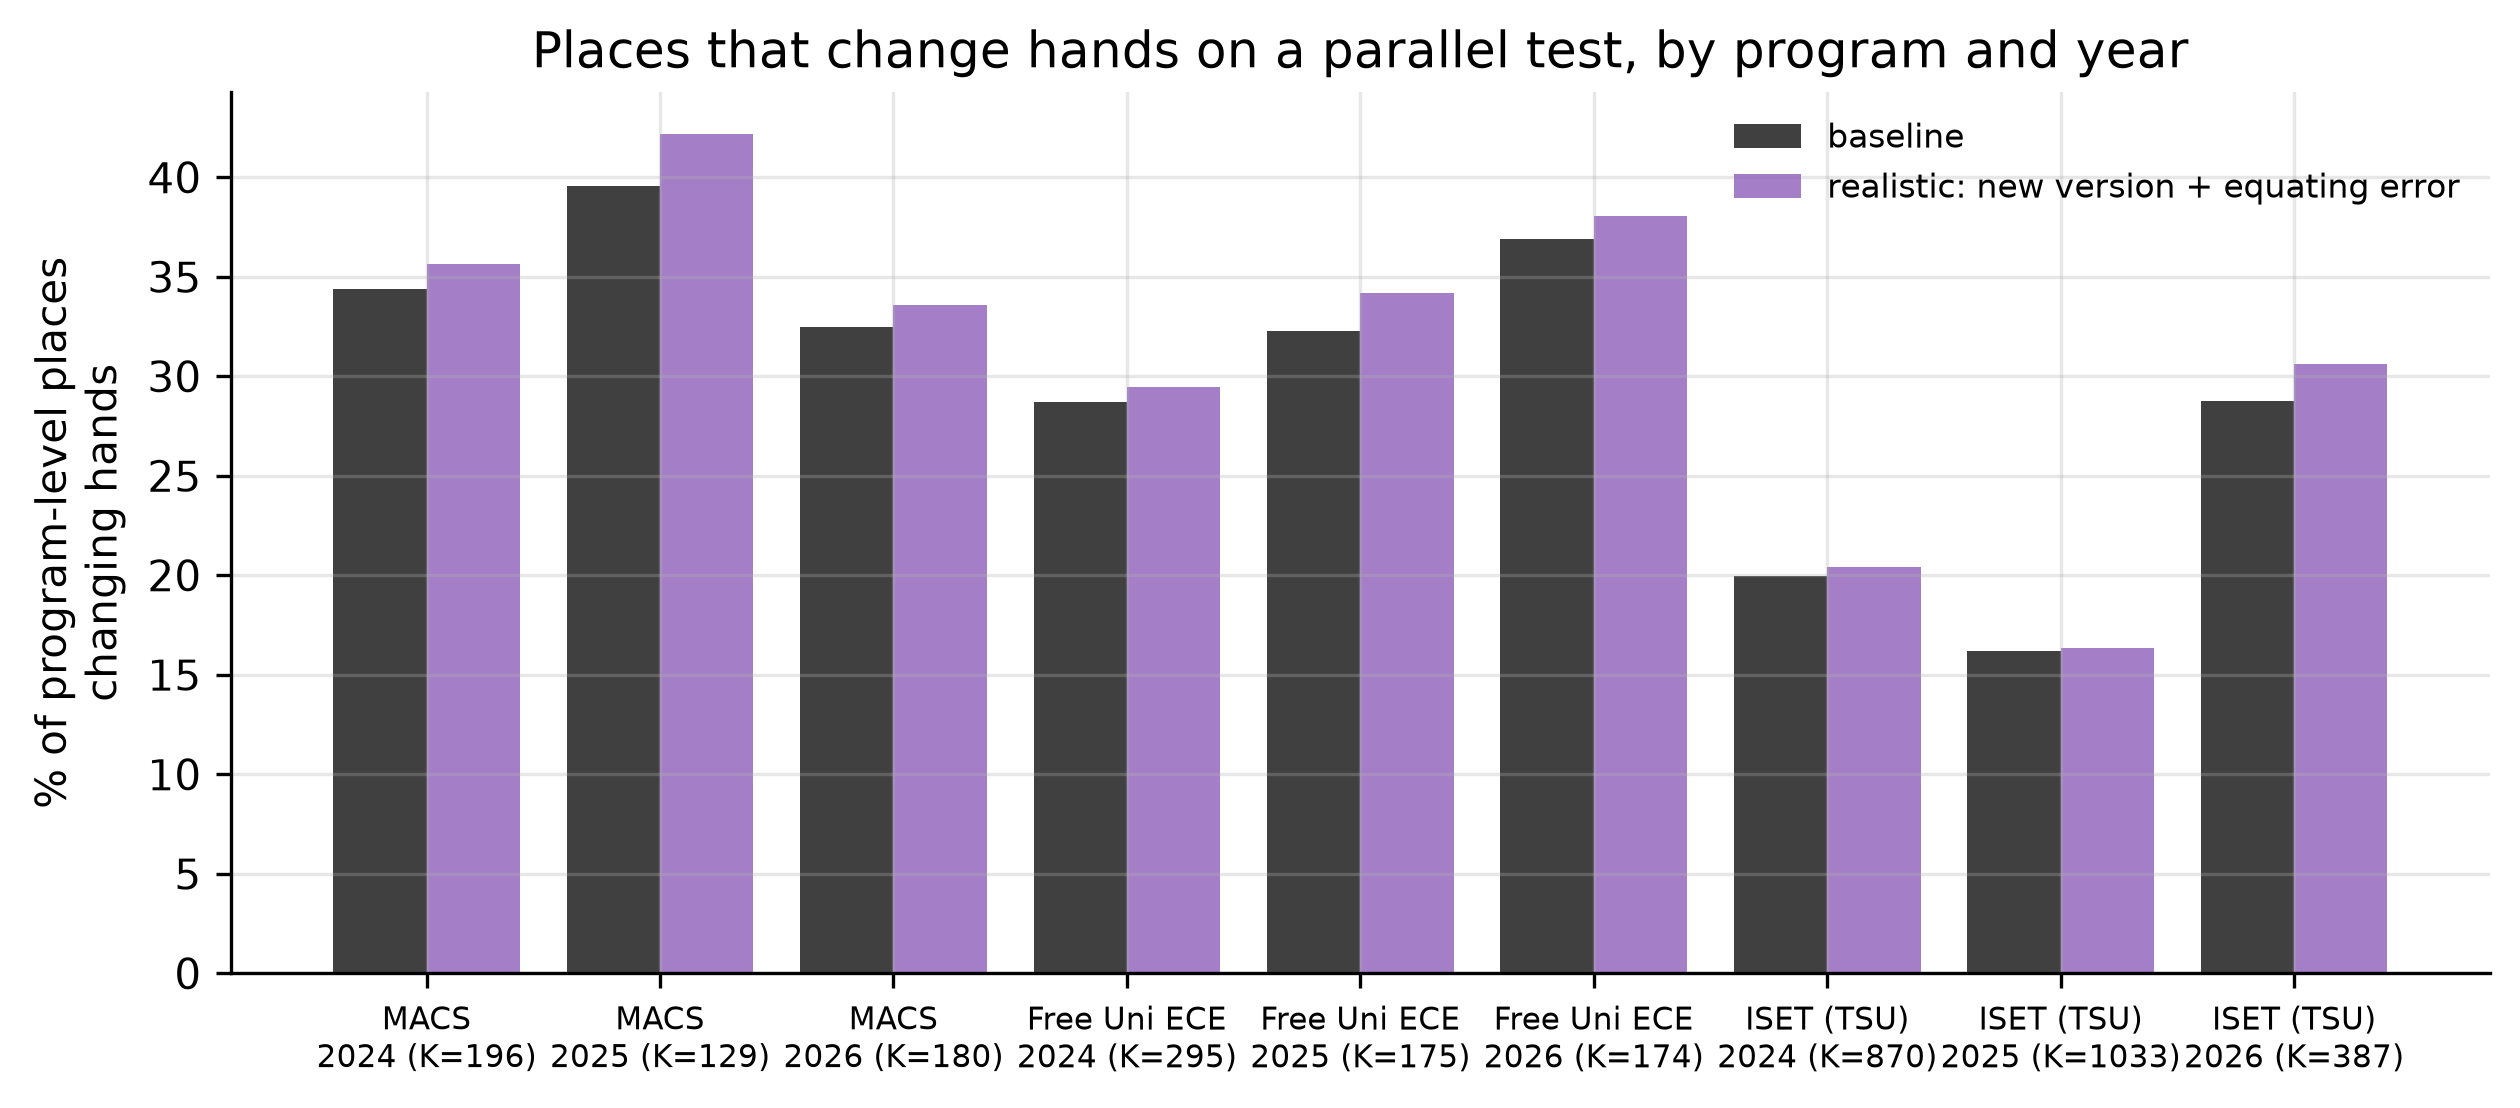 Places that change hands on a parallel test, by program and year
baseline
realistic: new version + equating error
% of program-level places
changing hands
40
35
30
25
20
15
10
5
0
MACS
2024 (K=196)
MACS
2025 (K=129)
MACS
2026 (K=180)
Free Uni ECE
2024 (K=295)
Free Uni ECE
2025 (K=175)
Free Uni ECE
2026 (K=174)
ISET (TSU)
2024 (K=870)
ISET (TSU)
2025 (K=1033)
ISET (TSU)
2026 (K=387)